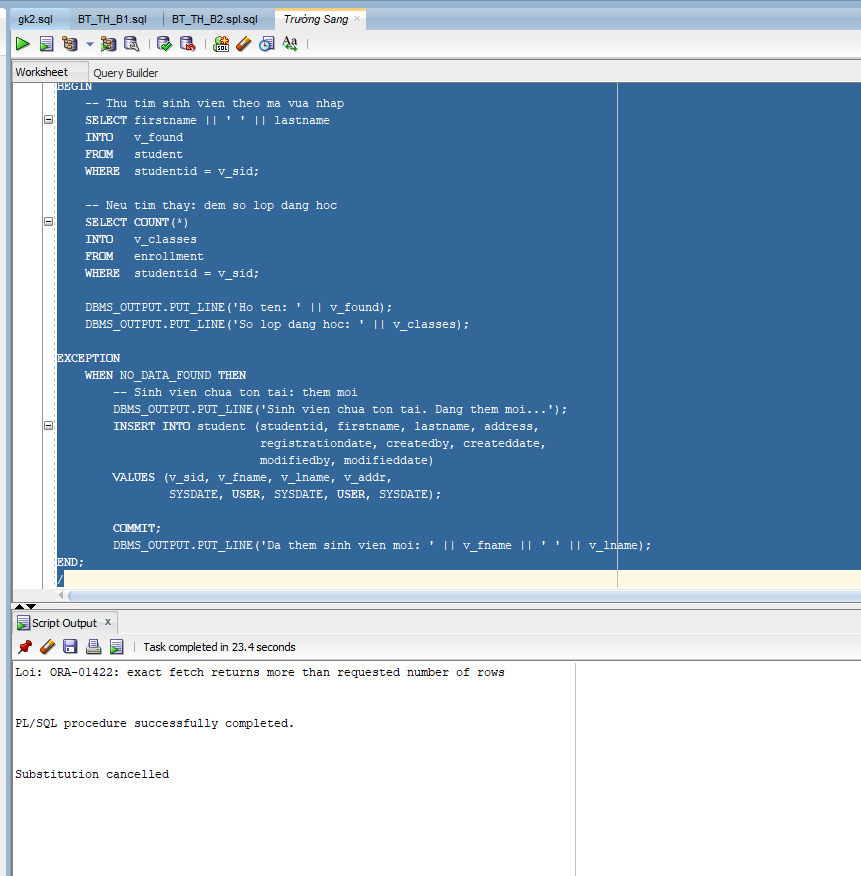 gk2.sql BT_TH_B1.sql BT_TH_B2.spl.sql Trưởng Sang
Worksheet Query Builder
BEGIN
-- Thu tim sinh vien theo ma vua nhap
SELECT firstname || ' ' || lastname
INTO v_found
FROM student
WHERE studentid = v_sid;
-- Neu tim thay: dem so lop dang hoc
SELECT COUNT(*)
INTO v_classes
FROM enrollment
WHERE studentid = v_sid;
DBMS_OUTPUT.PUT_LINE('Ho ten: ' || v_found);
DBMS_OUTPUT.PUT_LINE('So lop dang hoc: ' || v_classes);
EXCEPTION
WHEN NO_DATA_FOUND THEN
-- Sinh vien chua ton tai: them moi
DBMS_OUTPUT.PUT_LINE('Sinh vien chua ton tai. Dang them moi...');
INSERT INTO student (studentid, firstname, lastname, address,
registrationdate, createdby, createddate,
modifiedby, modifieddate)
VALUES (v_sid, v_fname, v_lname, v_addr,
SYSDATE, USER, SYSDATE, USER, SYSDATE);
COMMIT;
DBMS_OUTPUT.PUT_LINE('Da them sinh vien moi: ' || v_fname || ' ' || v_lname);
END;
/
Script Output x
Task completed in 23.4 seconds
Loi: ORA-01422: exact fetch returns more than requested number of rows
PL/SQL procedure successfully completed.
Substitution cancelled